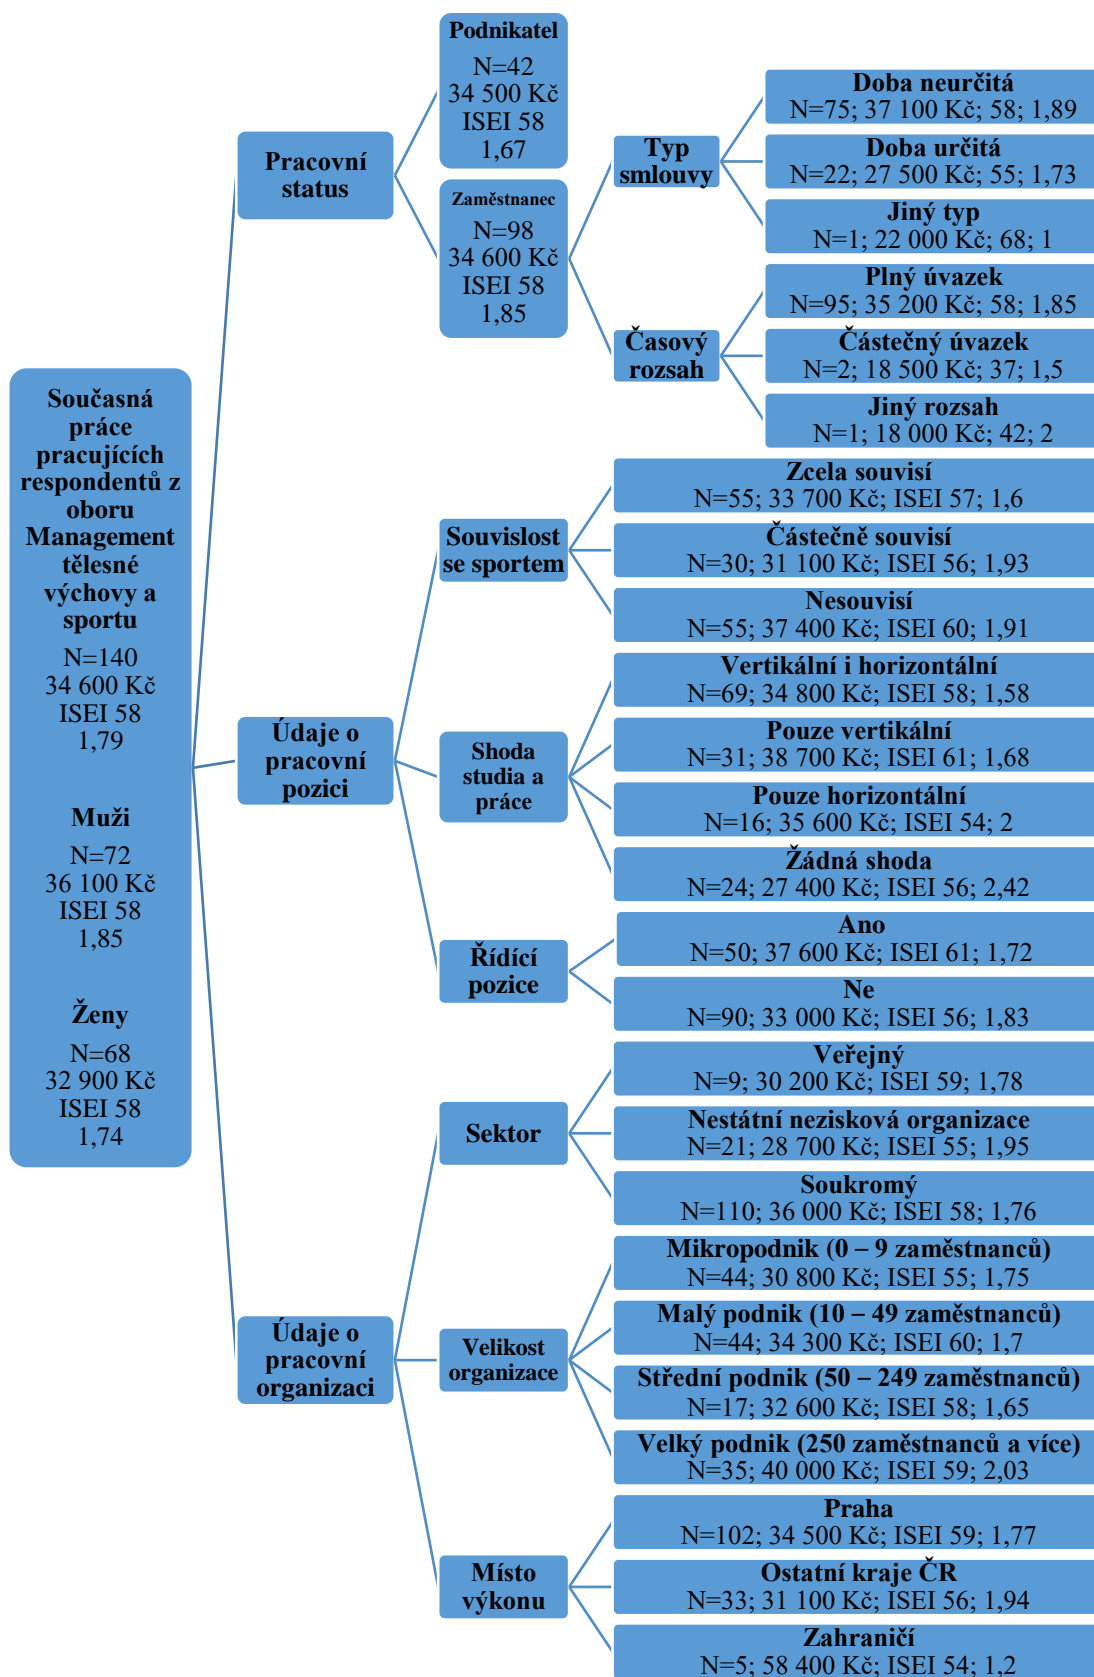 Současná
práce
pracujících
respondentů z
oboru
Management
tělesné
výchovy a
sportu
N=140
34 600 Kč
ISEI 58
1,79
Muži
N=72
36 100 Kč
ISEI 58
1,85
Ženy
N=68
32 900 Kč
ISEI 58
1,74
Pracovní
status
Podnikatel
N=42
34 500 Kč
ISEI 58
1,67
Zaměstnanec
N=98
34 600 Kč
ISEI 58
1,85
Typ
smlouvy
Doba neurčitá
N=75; 37 100 Kč; 58; 1,89
Doba určitá
N=22; 27 500 Kč; 55; 1,73
Jiný typ
N=1; 22 000 Kč; 68; 1
Časový
rozsah
Plný úvazek
N=95; 35 200 Kč; 58; 1,85
Částečný úvazek
N=2; 18 500 Kč; 37; 1,5
Jiný rozsah
N=1; 18 000 Kč; 42; 2
Údaje o
pracovní
pozici
Souvislost
se sportem
Zcela souvisí
N=55; 33 700 Kč; ISEI 57; 1,6
Částečně souvisí
N=30; 31 100 Kč; ISEI 56; 1,93
Nesouvisí
N=55; 37 400 Kč; ISEI 60; 1,91
Shoda
studia a
práce
Vertikální i horizontální
N=69; 34 800 Kč; ISEI 58; 1,58
Pouze vertikální
N=31; 38 700 Kč; ISEI 61; 1,68
Pouze horizontální
N=16; 35 600 Kč; ISEI 54; 2
Žádná shoda
N=24; 27 400 Kč; ISEI 56; 2,42
Řídící
pozice
Ano
N=50; 37 600 Kč; ISEI 61; 1,72
Ne
N=90; 33 000 Kč; ISEI 56; 1,83
Údaje o
pracovní
organizaci
Sektor
Veřejný
N=9; 30 200 Kč; ISEI 59; 1,78
Nestátní nezisková organizace
N=21; 28 700 Kč; ISEI 55; 1,95
Soukromý
N=110; 36 000 Kč; ISEI 58; 1,76
Velikost
organizace
Mikropodnik (0 – 9 zaměstnanců)
N=44; 30 800 Kč; ISEI 55; 1,75
Malý podnik (10 – 49 zaměstnanců)
N=44; 34 300 Kč; ISEI 60; 1,7
Střední podnik (50 – 249 zaměstnanců)
N=17; 32 600 Kč; ISEI 58; 1,65
Velký podnik (250 zaměstnanců a více)
N=35; 40 000 Kč; ISEI 59; 2,03
Místo
výkonu
Praha
N=102; 34 500 Kč; ISEI 59; 1,77
Ostatní kraje ČR
N=33; 31 100 Kč; ISEI 56; 1,94
Zahraničí
N=5; 58 400 Kč; ISEI 54; 1,2